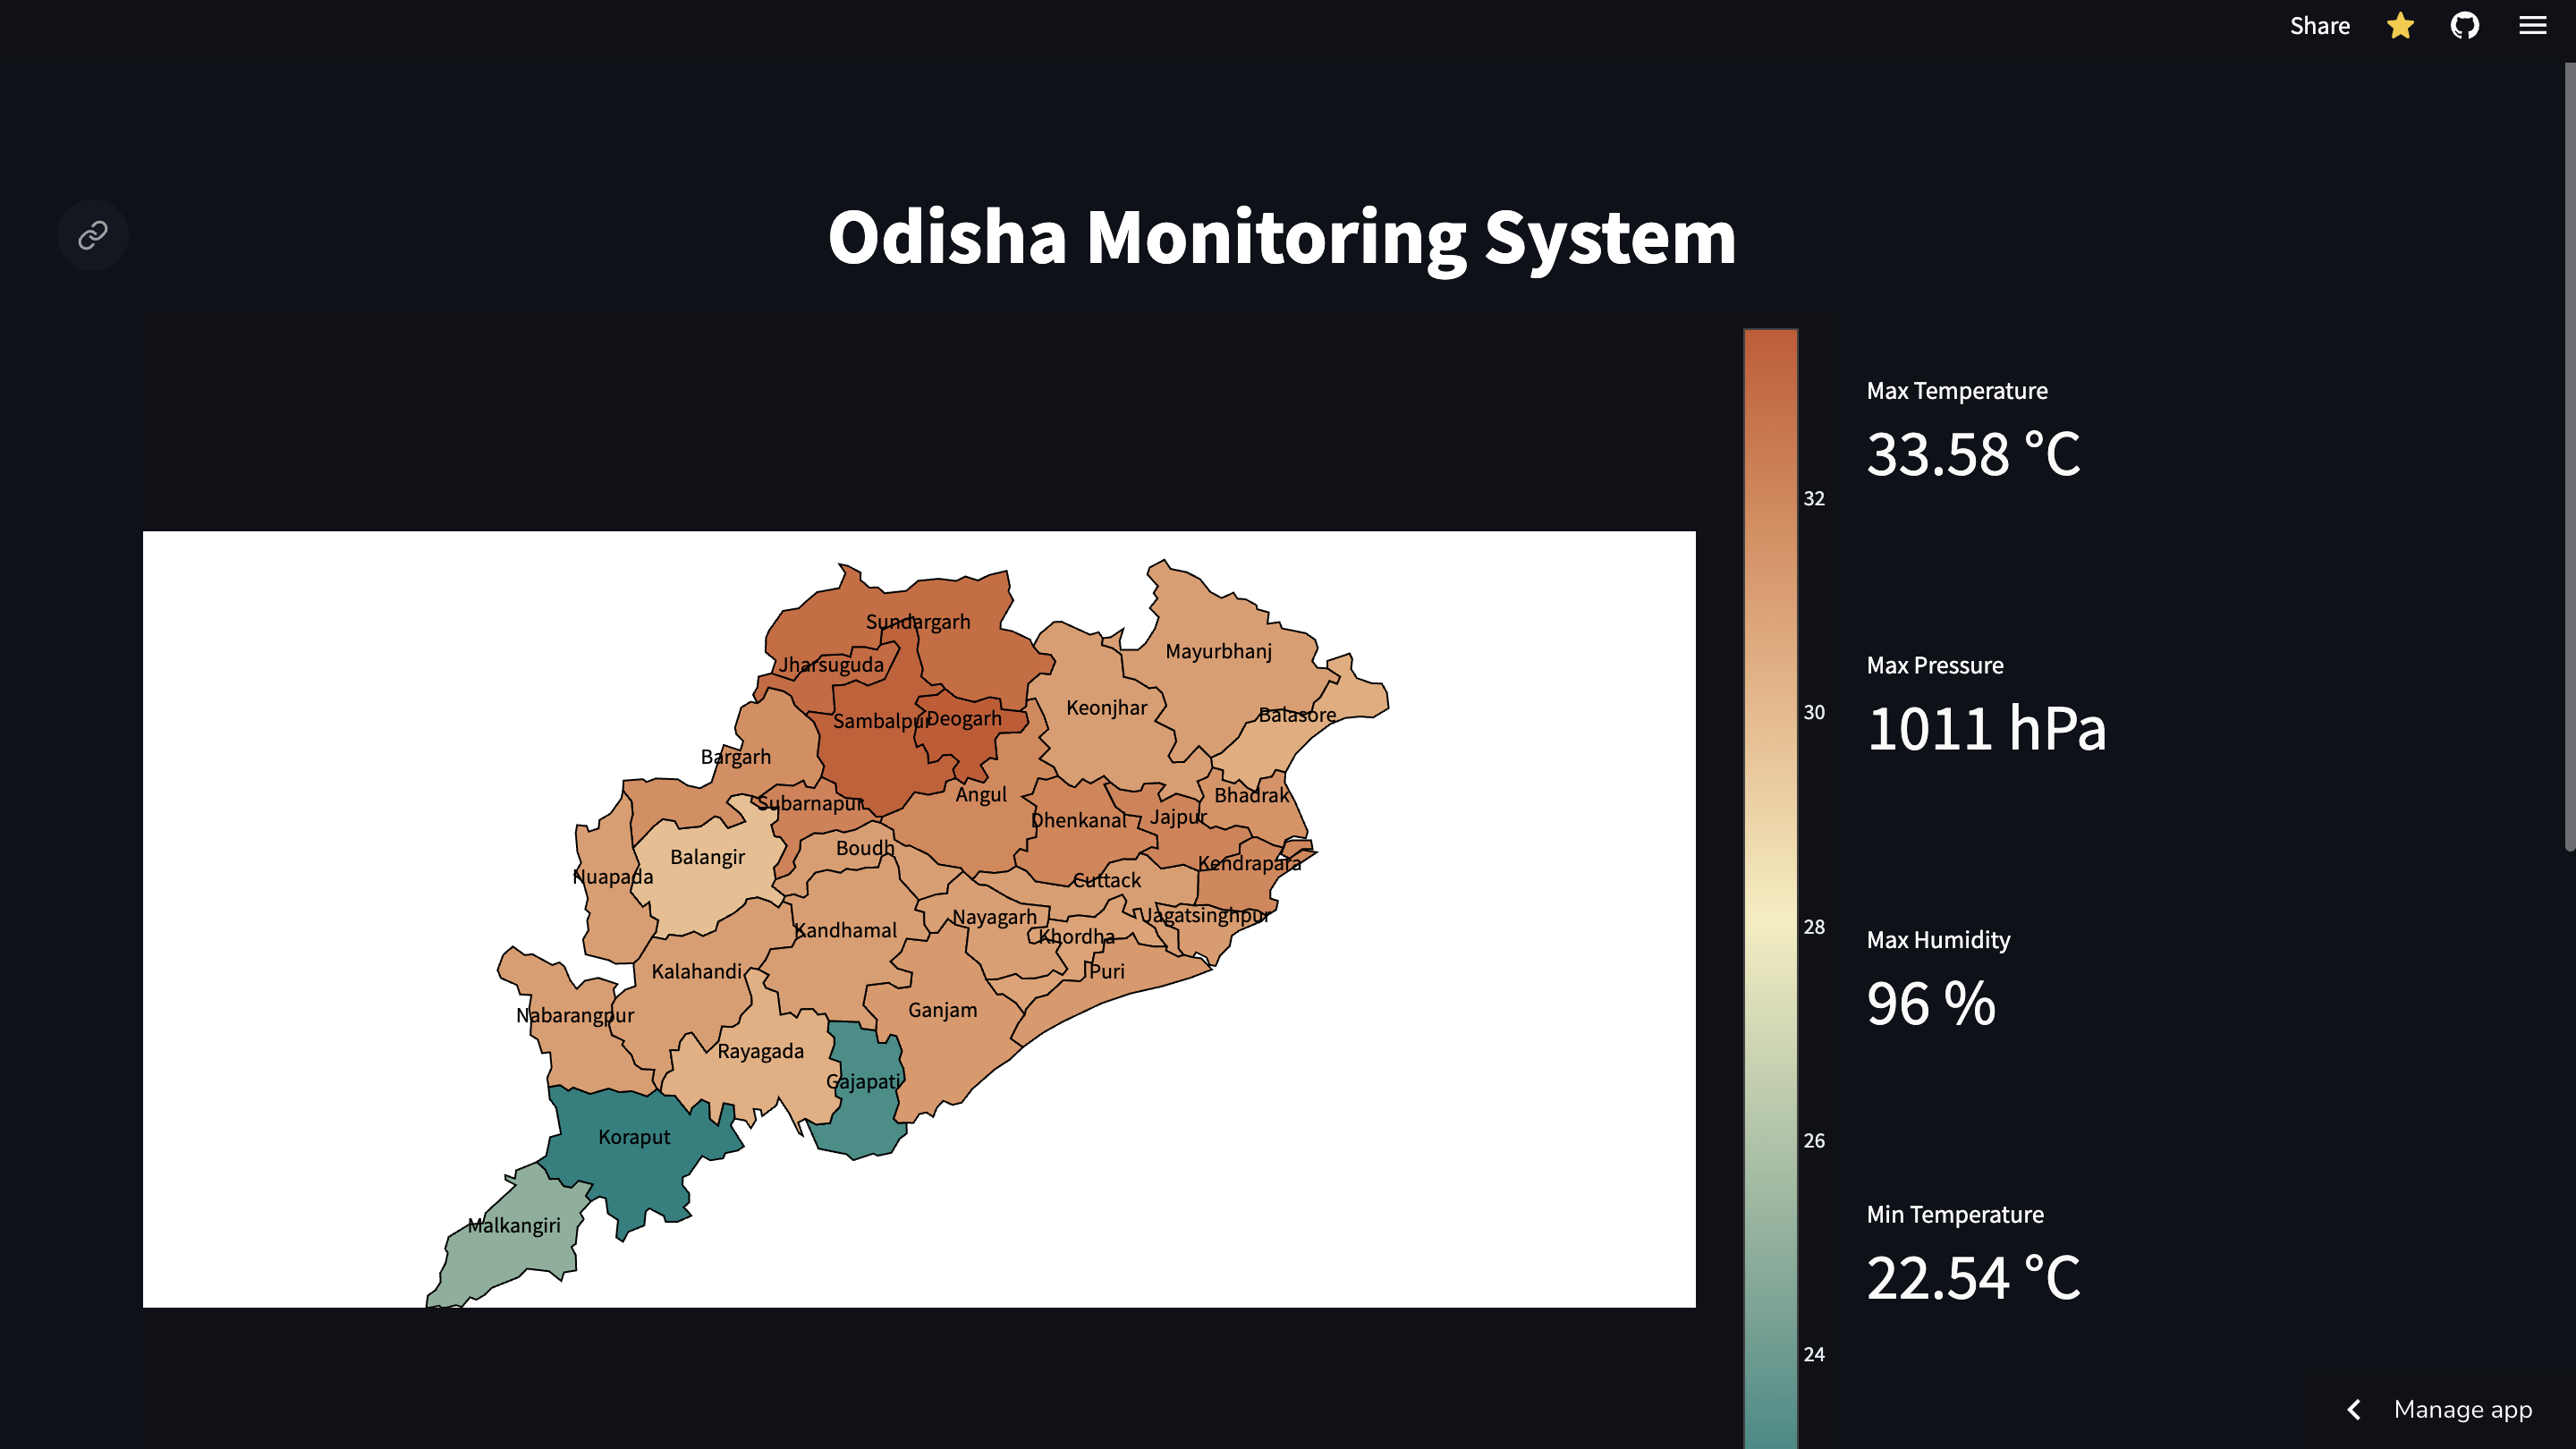 Share
Odisha Monitoring System
Sundargarh
Jharsuguda
Mayurbhanj
Keonjhar
Sambalpur
Deogarh
Balasore
Bargarh
Subarnapur
Angul
Bhadrak
Dhenkanal
Jajpur
Boudh
Balangir
Kendrapara
Nuapada
Cuttack
Nayagarh
Jagatsinghpur
Kandhamal
Khordha
Kalahandi
Puri
Nabarangpur
Ganjam
Rayagada
Gajapati
Koraput
Malkangiri
32
30
28
26
24
Max Temperature
33.58 °C
Max Pressure
1011 hPa
Max Humidity
96 %
Min Temperature
22.54 °C
Manage app